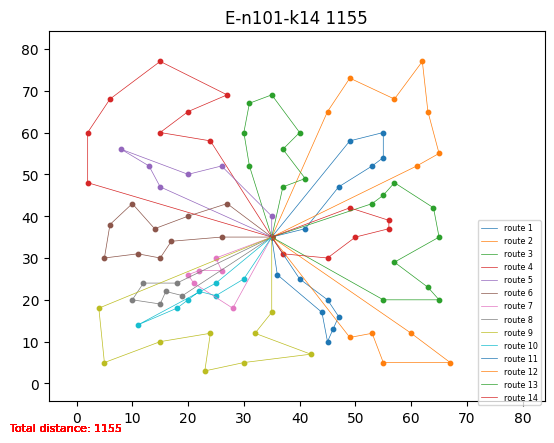 E-n101-k14 1155
80
70
60
50
40
30
20
10
0
0 10 20 30 40 50 60 70 80
route 1
route 2
route 3
route 4
route 5
route 6
route 7
route 8
route 9
route 10
route 11
route 12
route 13
route 14
Total distance: 1155